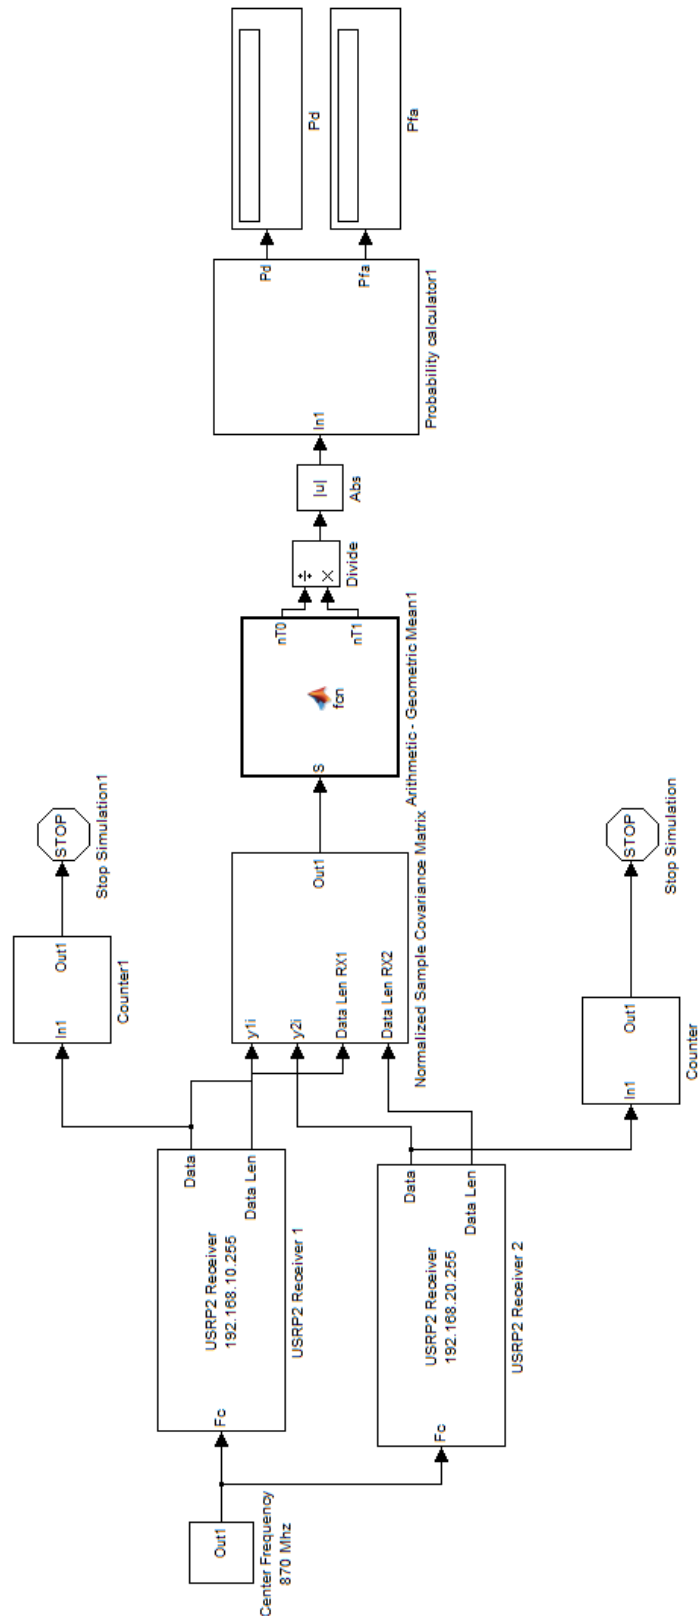 Out1
Center Frequency
870 Mhz
Fc
USRP2 Receiver
192.168.10.255
Data
Data Len
USRP2 Receiver 1
Fc
USRP2 Receiver
192.168.20.255
Data
Data Len
USRP2 Receiver 2
In1
Out1
Counter1
STOP
Stop Simulation1
y1i
y2i
Data Len RX1
Data Len RX2
Out1
Normalized Sample Covariance Matrix
In1
Out1
Counter
STOP
Stop Simulation
S
fcn
nT0
nT1
Arithmetic - Geometric Mean1
÷
×
Divide
|u|
Abs
In1
Pd
Pfa
Probability calculator1
Pd
Pfa